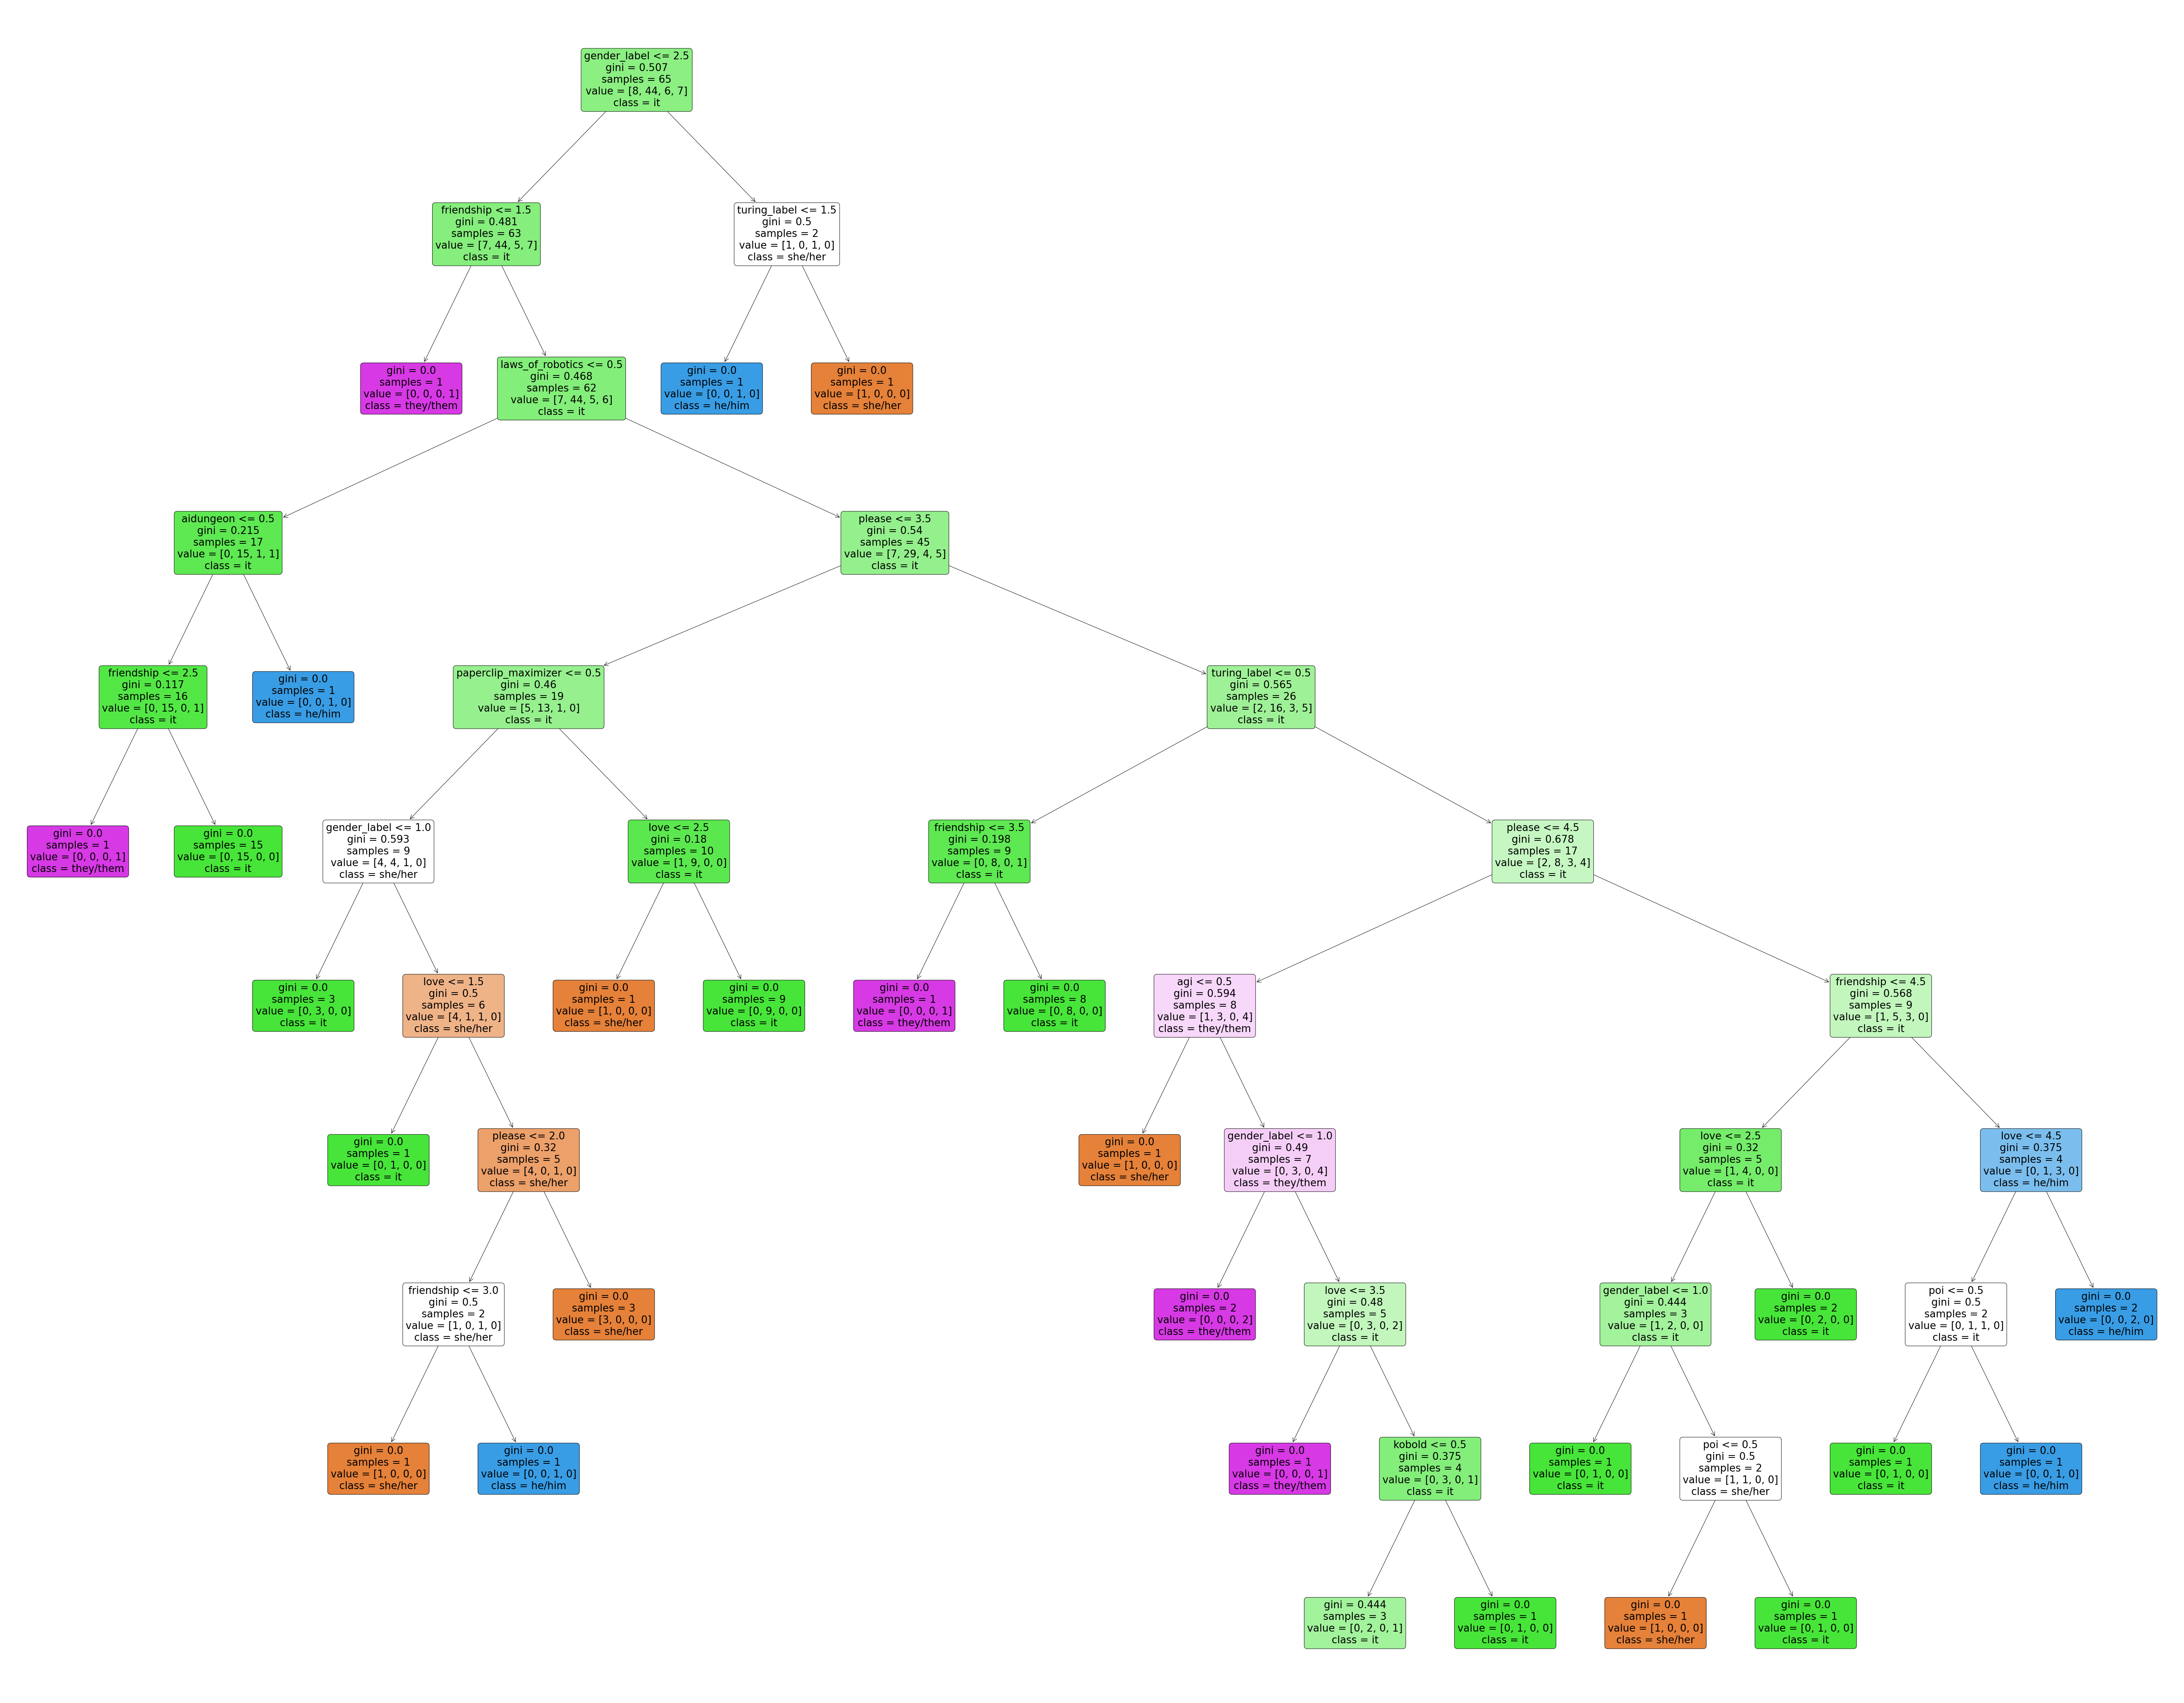 gender_label <= 2.5
gini = 0.507
samples = 65
value = [8, 44, 6, 7]
class = it
friendship <= 1.5
gini = 0.481
samples = 63
value = [7, 44, 5, 7]
class = it
turing_label <= 1.5
gini = 0.5
samples = 2
value = [1, 0, 1, 0]
class = she/her
gini = 0.0
samples = 1
value = [0, 0, 0, 1]
class = they/them
laws_of_robotics <= 0.5
gini = 0.468
samples = 62
value = [7, 44, 5, 6]
class = it
gini = 0.0
samples = 1
value = [0, 0, 1, 0]
class = he/him
gini = 0.0
samples = 1
value = [1, 0, 0, 0]
class = she/her
aidungeon <= 0.5
gini = 0.215
samples = 17
value = [0, 15, 1, 1]
class = it
please <= 3.5
gini = 0.54
samples = 45
value = [7, 29, 4, 5]
class = it
friendship <= 2.5
gini = 0.117
samples = 16
value = [0, 15, 0, 1]
class = it
gini = 0.0
samples = 1
value = [0, 0, 1, 0]
class = he/him
paperclip_maximizer <= 0.5
gini = 0.46
samples = 19
value = [5, 13, 1, 0]
class = it
turing_label <= 0.5
gini = 0.565
samples = 26
value = [2, 16, 3, 5]
class = it
gini = 0.0
samples = 1
value = [0, 0, 0, 1]
class = they/them
gini = 0.0
samples = 15
value = [0, 15, 0, 0]
class = it
gender_label <= 1.0
gini = 0.593
samples = 9
value = [4, 4, 1, 0]
class = she/her
love <= 2.5
gini = 0.18
samples = 10
value = [1, 9, 0, 0]
class = it
friendship <= 3.5
gini = 0.198
samples = 9
value = [0, 8, 0, 1]
class = it
please <= 4.5
gini = 0.678
samples = 17
value = [2, 8, 3, 4]
class = it
gini = 0.0
samples = 3
value = [0, 3, 0, 0]
class = it
love <= 1.5
gini = 0.5
samples = 6
value = [4, 1, 1, 0]
class = she/her
gini = 0.0
samples = 1
value = [1, 0, 0, 0]
class = she/her
gini = 0.0
samples = 9
value = [0, 9, 0, 0]
class = it
gini = 0.0
samples = 1
value = [0, 0, 0, 1]
class = they/them
gini = 0.0
samples = 8
value = [0, 8, 0, 0]
class = it
agi <= 0.5
gini = 0.594
samples = 8
value = [1, 3, 0, 4]
class = they/them
friendship <= 4.5
gini = 0.568
samples = 9
value = [1, 5, 3, 0]
class = it
gini = 0.0
samples = 1
value = [0, 1, 0, 0]
class = it
please <= 2.0
gini = 0.32
samples = 5
value = [4, 0, 1, 0]
class = she/her
gini = 0.0
samples = 1
value = [1, 0, 0, 0]
class = she/her
gender_label <= 1.0
gini = 0.49
samples = 7
value = [0, 3, 0, 4]
class = they/them
love <= 2.5
gini = 0.32
samples = 5
value = [1, 4, 0, 0]
class = it
love <= 4.5
gini = 0.375
samples = 4
value = [0, 1, 3, 0]
class = he/him
friendship <= 3.0
gini = 0.5
samples = 2
value = [1, 0, 1, 0]
class = she/her
gini = 0.0
samples = 3
value = [3, 0, 0, 0]
class = she/her
gini = 0.0
samples = 2
value = [0, 0, 0, 2]
class = they/them
love <= 3.5
gini = 0.48
samples = 5
value = [0, 3, 0, 2]
class = it
gender_label <= 1.0
gini = 0.444
samples = 3
value = [1, 2, 0, 0]
class = it
gini = 0.0
samples = 2
value = [0, 2, 0, 0]
class = it
poi <= 0.5
gini = 0.5
samples = 2
value = [0, 1, 1, 0]
class = it
gini = 0.0
samples = 2
value = [0, 0, 2, 0]
class = he/him
gini = 0.0
samples = 1
value = [1, 0, 0, 0]
class = she/her
gini = 0.0
samples = 1
value = [0, 0, 1, 0]
class = he/him
gini = 0.0
samples = 1
value = [0, 0, 0, 1]
class = they/them
kobold <= 0.5
gini = 0.375
samples = 4
value = [0, 3, 0, 1]
class = it
gini = 0.0
samples = 1
value = [0, 1, 0, 0]
class = it
poi <= 0.5
gini = 0.5
samples = 2
value = [1, 1, 0, 0]
class = she/her
gini = 0.0
samples = 1
value = [0, 1, 0, 0]
class = it
gini = 0.0
samples = 1
value = [0, 0, 1, 0]
class = he/him
gini = 0.444
samples = 3
value = [0, 2, 0, 1]
class = it
gini = 0.0
samples = 1
value = [0, 1, 0, 0]
class = it
gini = 0.0
samples = 1
value = [1, 0, 0, 0]
class = she/her
gini = 0.0
samples = 1
value = [0, 1, 0, 0]
class = it